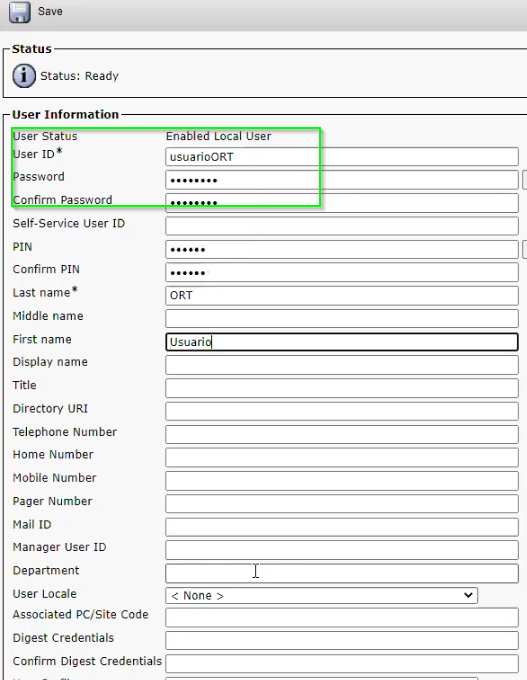 Save
Status
Status: Ready
User Information
User Status Enabled Local User
User ID* usuarioORT
Password ••••••••
Confirm Password ••••••••
Self-Service User ID
PIN ••••••
Confirm PIN ••••••
Last name* ORT
Middle name
First name Usuario
Display name
Title
Directory URI
Telephone Number
Home Number
Mobile Number
Pager Number
Mail ID
Manager User ID
Department
User Locale < None >
Associated PC/Site Code
Digest Credentials
Confirm Digest Credentials